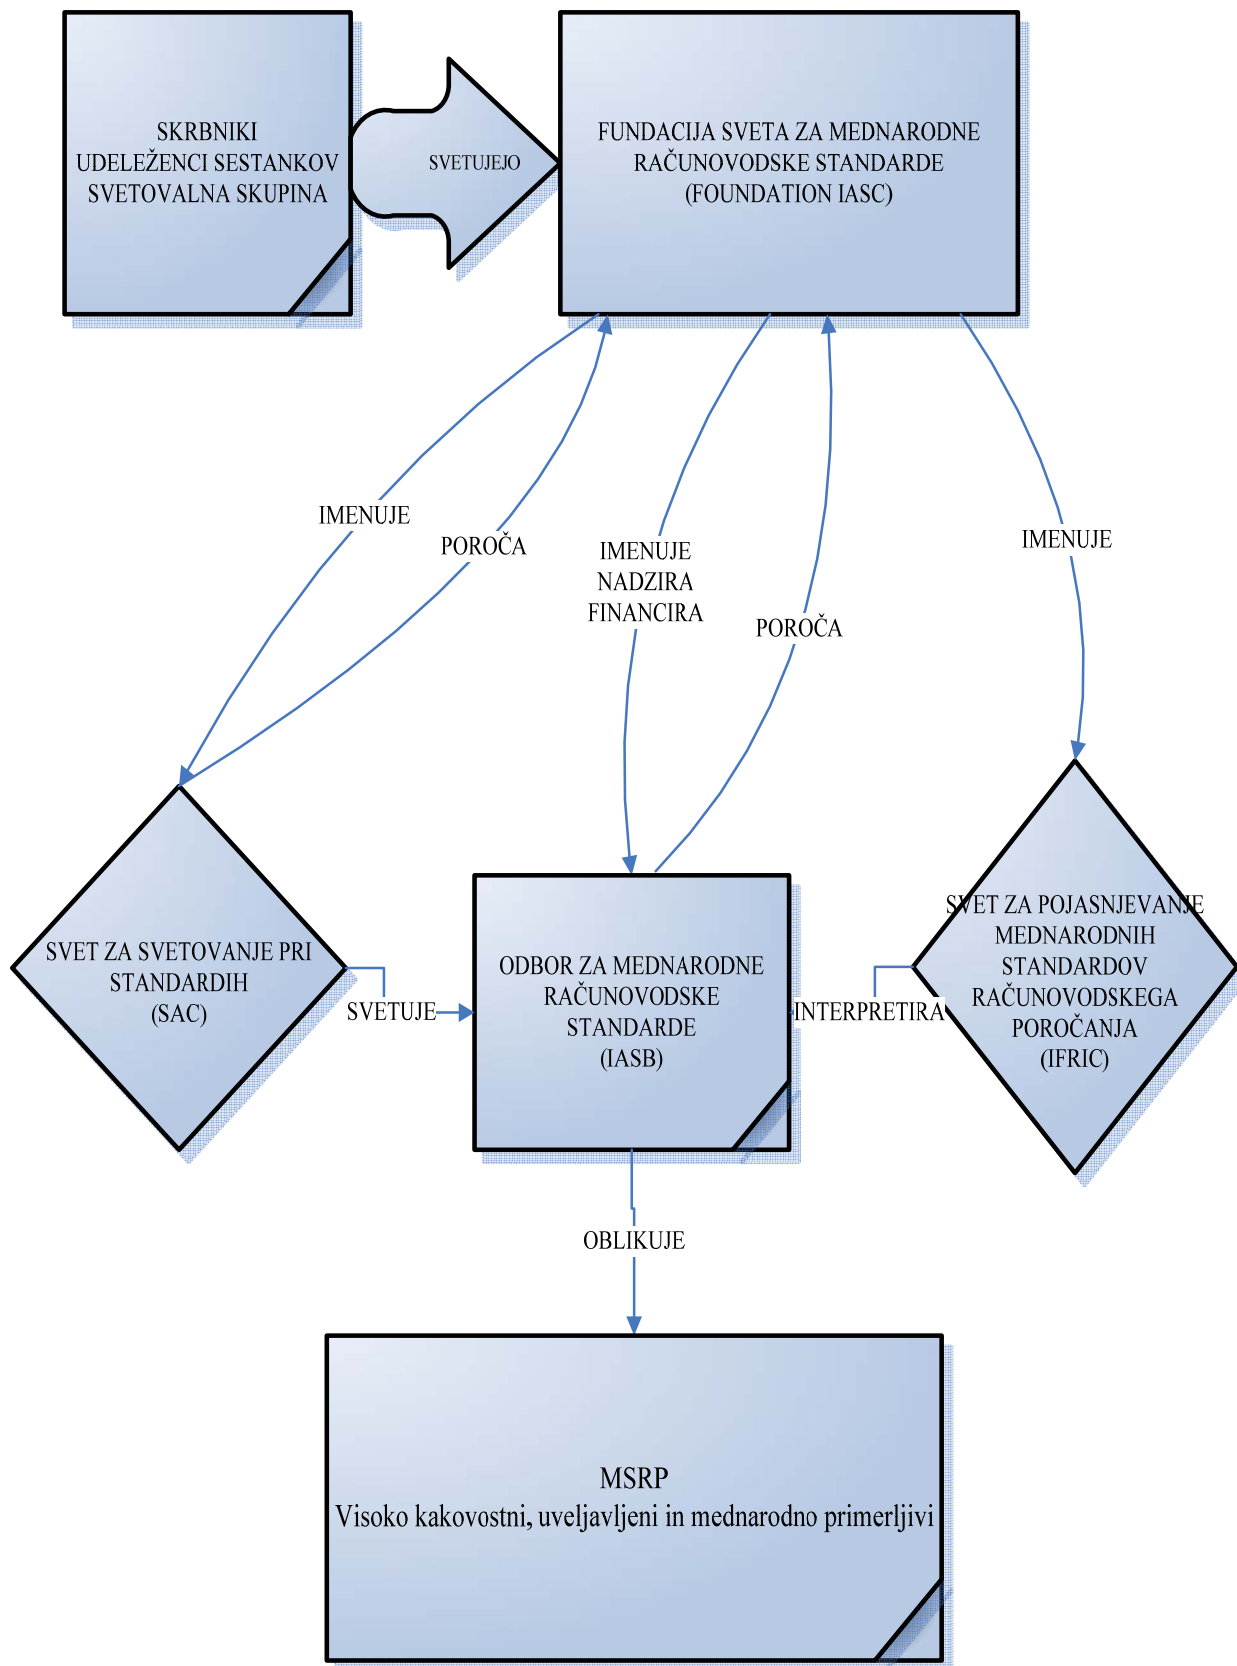 SKRBNIKI
UDELEŽENCI SESTANKOV
SVETOVALNA SKUPINA
SVETUJEJO
FUNDACIJA SVETA ZA MEDNARODNE
RAČUNOVODSKE STANDARDE
(FOUNDATION IASC)
IMENUJE
POROČA
IMENUJE
NADZIRA
FINANCIRA
POROČA
IMENUJE
SVET ZA SVETOVANJE PRI
STANDARDIH
(SAC)
SVETUJE
ODBOR ZA MEDNARODNE
RAČUNOVODSKE
STANDARDE
(IASB)
INTERPRETIRA
SVET ZA POJASNJEVANJE
MEDNARODNIH
STANDARDOV
RAČUNOVODSKEGA
POROČANJA
(IFRIC)
OBLIKUJE
MSRP
Visoko kakovostni, uveljavljeni in mednarodno primerljivi